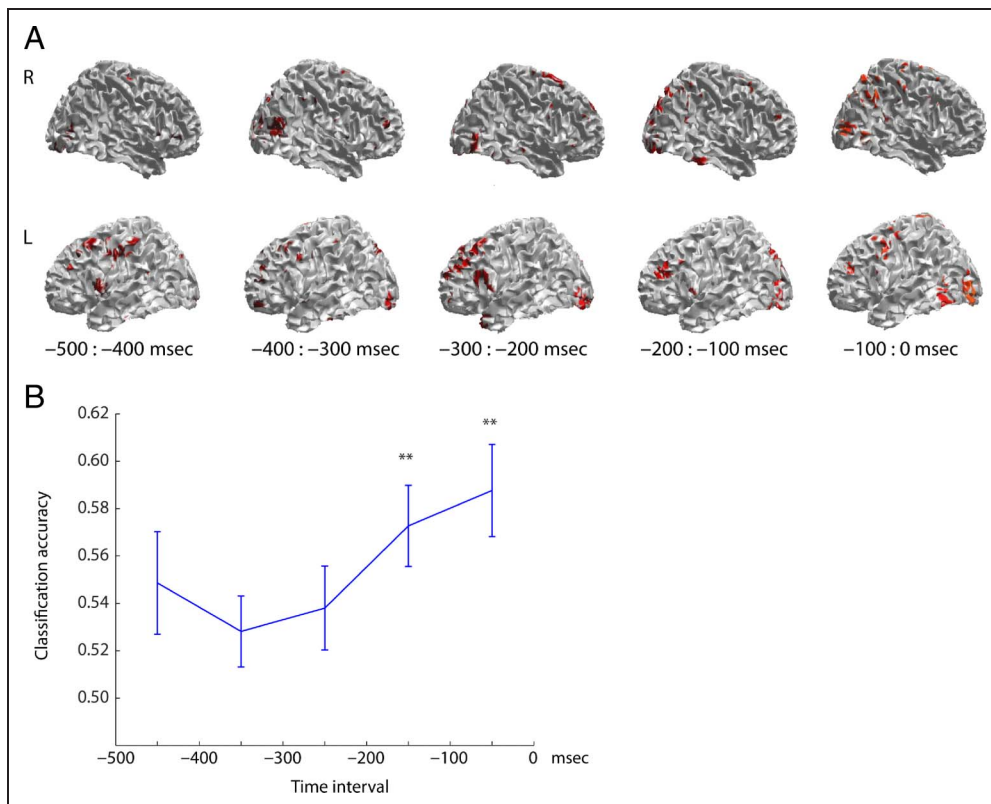 A
R
L
−500 : −400 msec −400 : −300 msec −300 : −200 msec −200 : −100 msec −100 : 0 msec
B
0.62
0.60
0.58
0.56
0.54
0.52
0.50
Classification accuracy
** **
−500 −400 −300 −200 −100 0 msec
Time interval